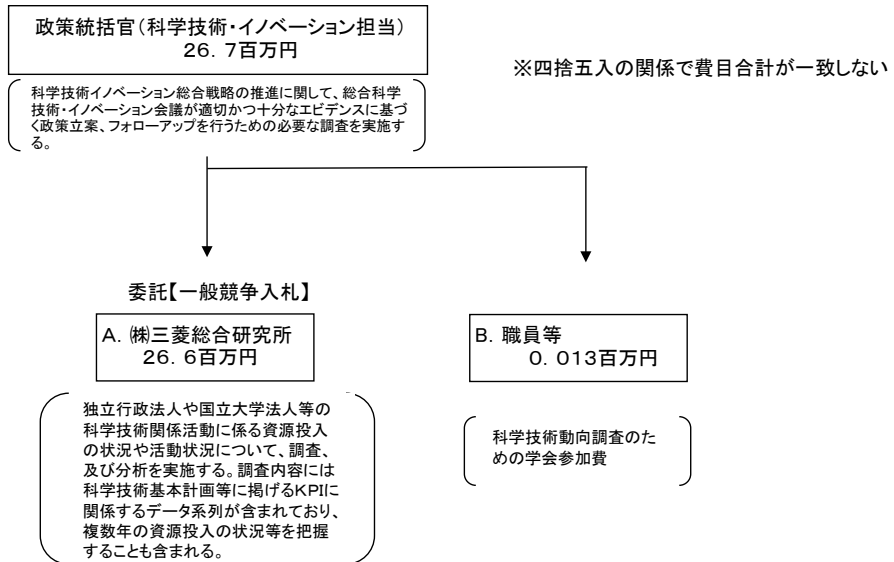 政策統括官(科学技術・イノベーション担当)
26.7百万円
※四捨五入の関係で費目合計が一致しない
科学技術イノベーション総合戦略の推進に関して、総合科学
技術・イノベーション会議が適切かつ十分なエビデンスに基づ
く政策立案、フォローアップを行うための必要な調査を実施す
る。
委託【一般競争入札】
A.㈱三菱総合研究所
26.6百万円
B.職員等
0.013百万円
独立行政法人や国立大学法人等の
科学技術関係活動に係る資源投入
の状況や活動状況について、調査、
及び分析を実施する。調査内容には
科学技術基本計画等に掲げるKPIに
関係するデータ系列が含まれており、
複数年の資源投入の状況等を把握
することも含まれる。
科学技術動向調査のた
めの学会参加費